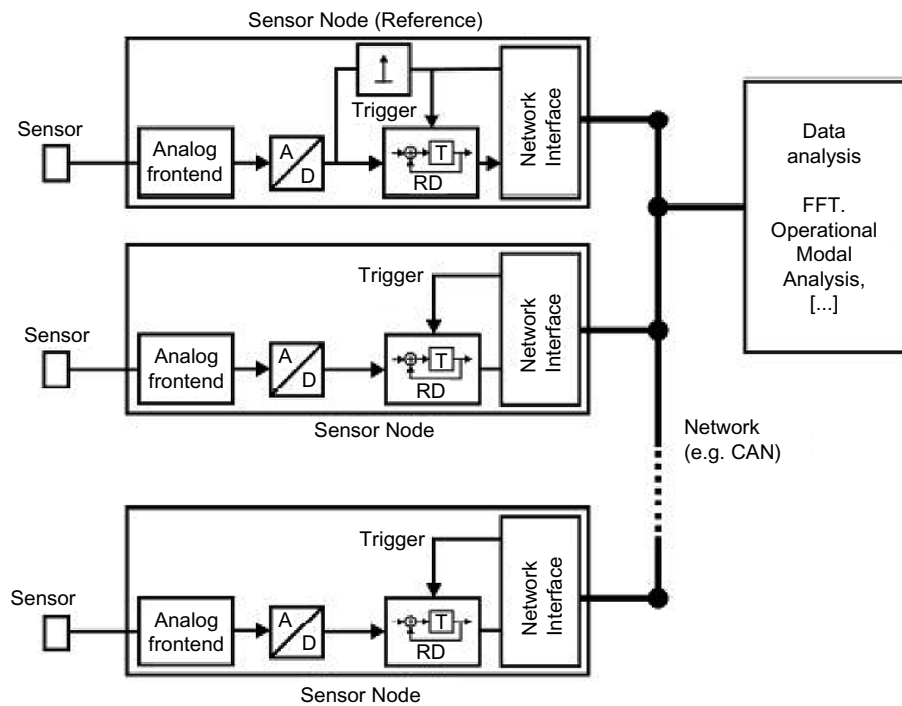 Sensor Node (Reference)
Sensor
Analog
frontend
A
D
Trigger
T
RD
Network
Interface
Data
analysis
FFT.
Operational
Modal
Analysis,
[...]
Sensor
Analog
frontend
A
D
Trigger
T
RD
Network
Interface
Sensor Node
Network
(e.g. CAN)
Sensor
Analog
frontend
A
D
Trigger
T
RD
Network
Interface
Sensor Node